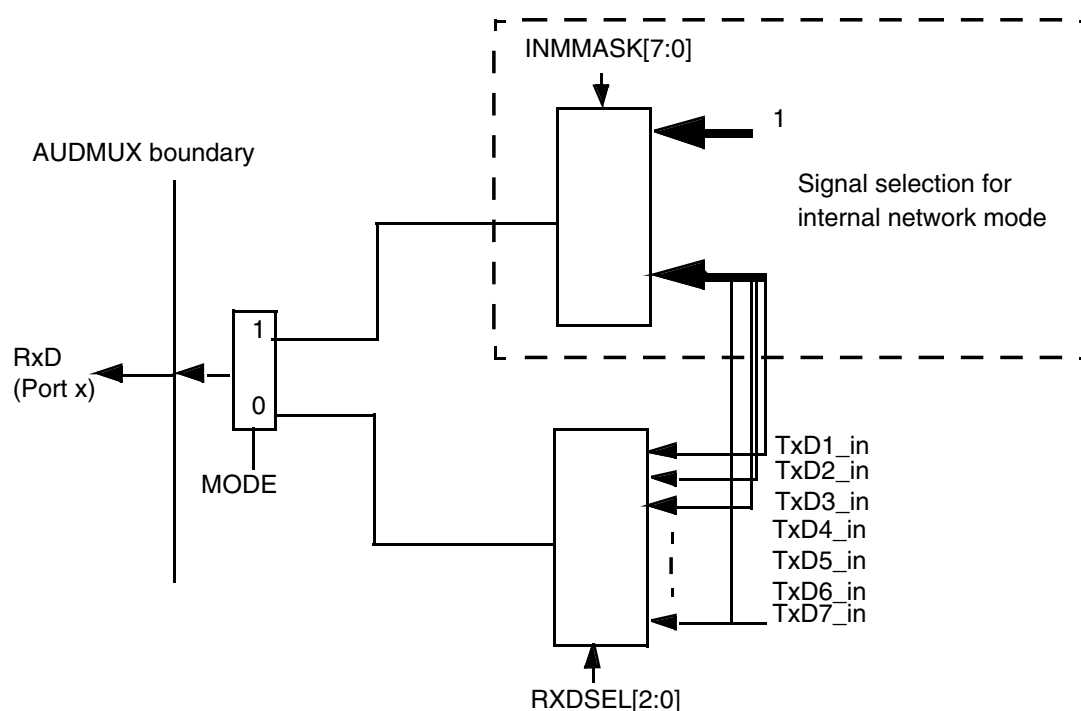 INMMASK[7:0]
1
AUDMUX boundary
Signal selection for
internal network mode
1
RxD
(Port x)
0
MODE
TxD1_in
TxD2_in
TxD3_in
TxD4_in
TxD5_in
TxD6_in
TxD7_in
RXDSEL[2:0]